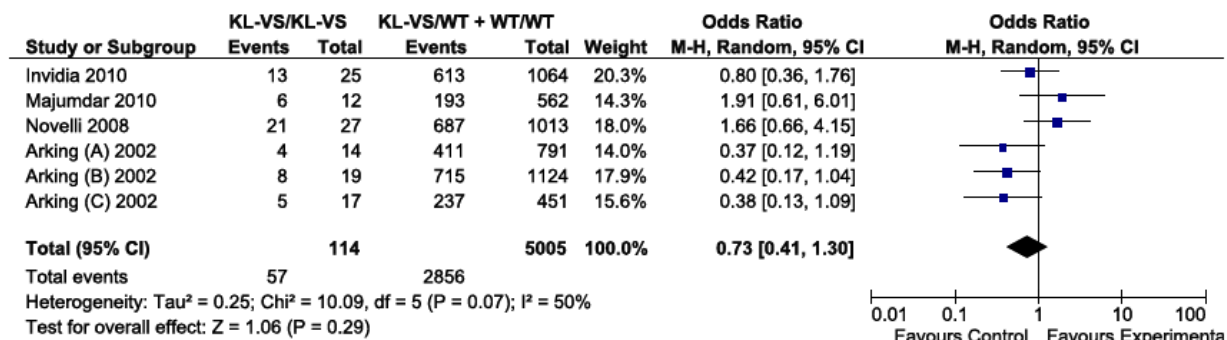 KL-VS/KL-VS KL-VS/WT + WT/WT Odds Ratio Odds Ratio
Study or Subgroup Events Total Events Total Weight M-H, Random, 95% CI M-H, Random, 95% CI
Invidia 2010 13 25 613 1064 20.3% 0.80 [0.36, 1.76]
Majumdar 2010 6 12 193 562 14.3% 1.91 [0.61, 6.01]
Novelli 2008 21 27 687 1013 18.0% 1.66 [0.66, 4.15]
Arking (A) 2002 4 14 411 791 14.0% 0.37 [0.12, 1.19]
Arking (B) 2002 8 19 715 1124 17.9% 0.42 [0.17, 1.04]
Arking (C) 2002 5 17 237 451 15.6% 0.38 [0.13, 1.09]
Total (95% CI) 114 5005 100.0% 0.73 [0.41, 1.30]
Total events 57 2856
Heterogeneity: Tau² = 0.25; Chi² = 10.09, df = 5 (P = 0.07); I² = 50%
Test for overall effect: Z = 1.06 (P = 0.29)
0.01 0.1 1 10 100
Favours Control Favours Experimenta